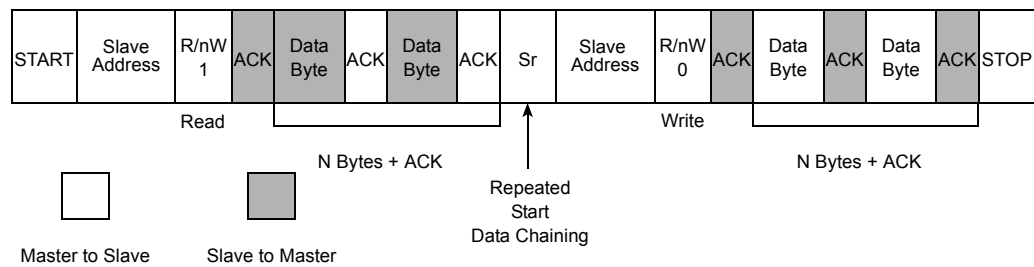 START
Slave
Address
R/nW
1
ACK
Data
Byte
ACK
Data
Byte
ACK
Sr
Slave
Address
R/nW
0
ACK
Data
Byte
ACK
Data
Byte
ACK
STOP
Read
Write
N Bytes + ACK
N Bytes + ACK
Repeated
Start
Data Chaining
Master to Slave
Slave to Master